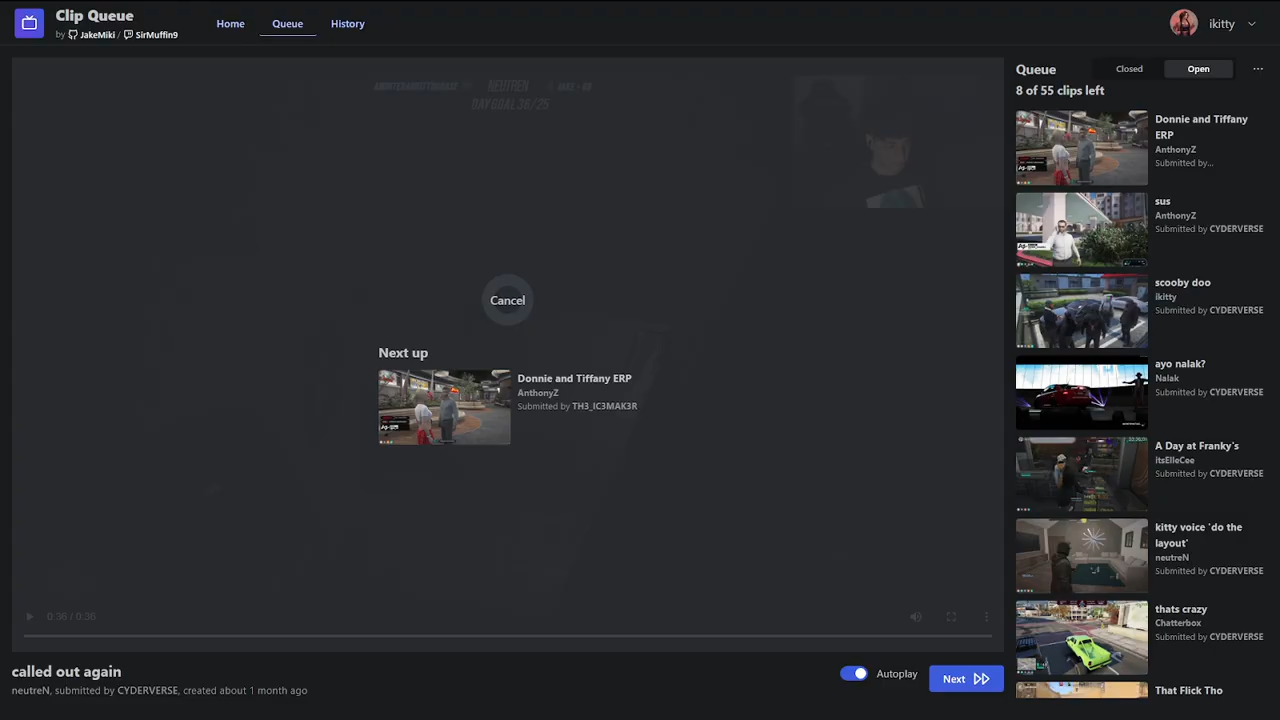 Clip Queue
by JakeMiki / SirMuffin9
Home
Queue
History
ikitty
NEUTREN
DAY GOAL 36/25
Cancel
Next up
Donnie and Tiffany ERP
AnthonyZ
Submitted by TH3_IC3MAK3R
0:36 / 0:36
called out again
neutreN, submitted by CYDERVERSE, created about 1 month ago
Autoplay
Next
Queue
Closed
Open
8 of 55 clips left
Donnie and Tiffany
ERP
AnthonyZ
Submitted by...
sus
AnthonyZ
Submitted by CYDERVERSE
scooby doo
ikitty
Submitted by CYDERVERSE
ayo nalak?
Nalak
Submitted by CYDERVERSE
A Day at Franky's
itsElleCee
Submitted by CYDERVERSE
kitty voice 'do the
layout'
neutreN
Submitted by CYDERVERSE
thats crazy
Chatterbox
Submitted by CYDERVERSE
That Flick Tho